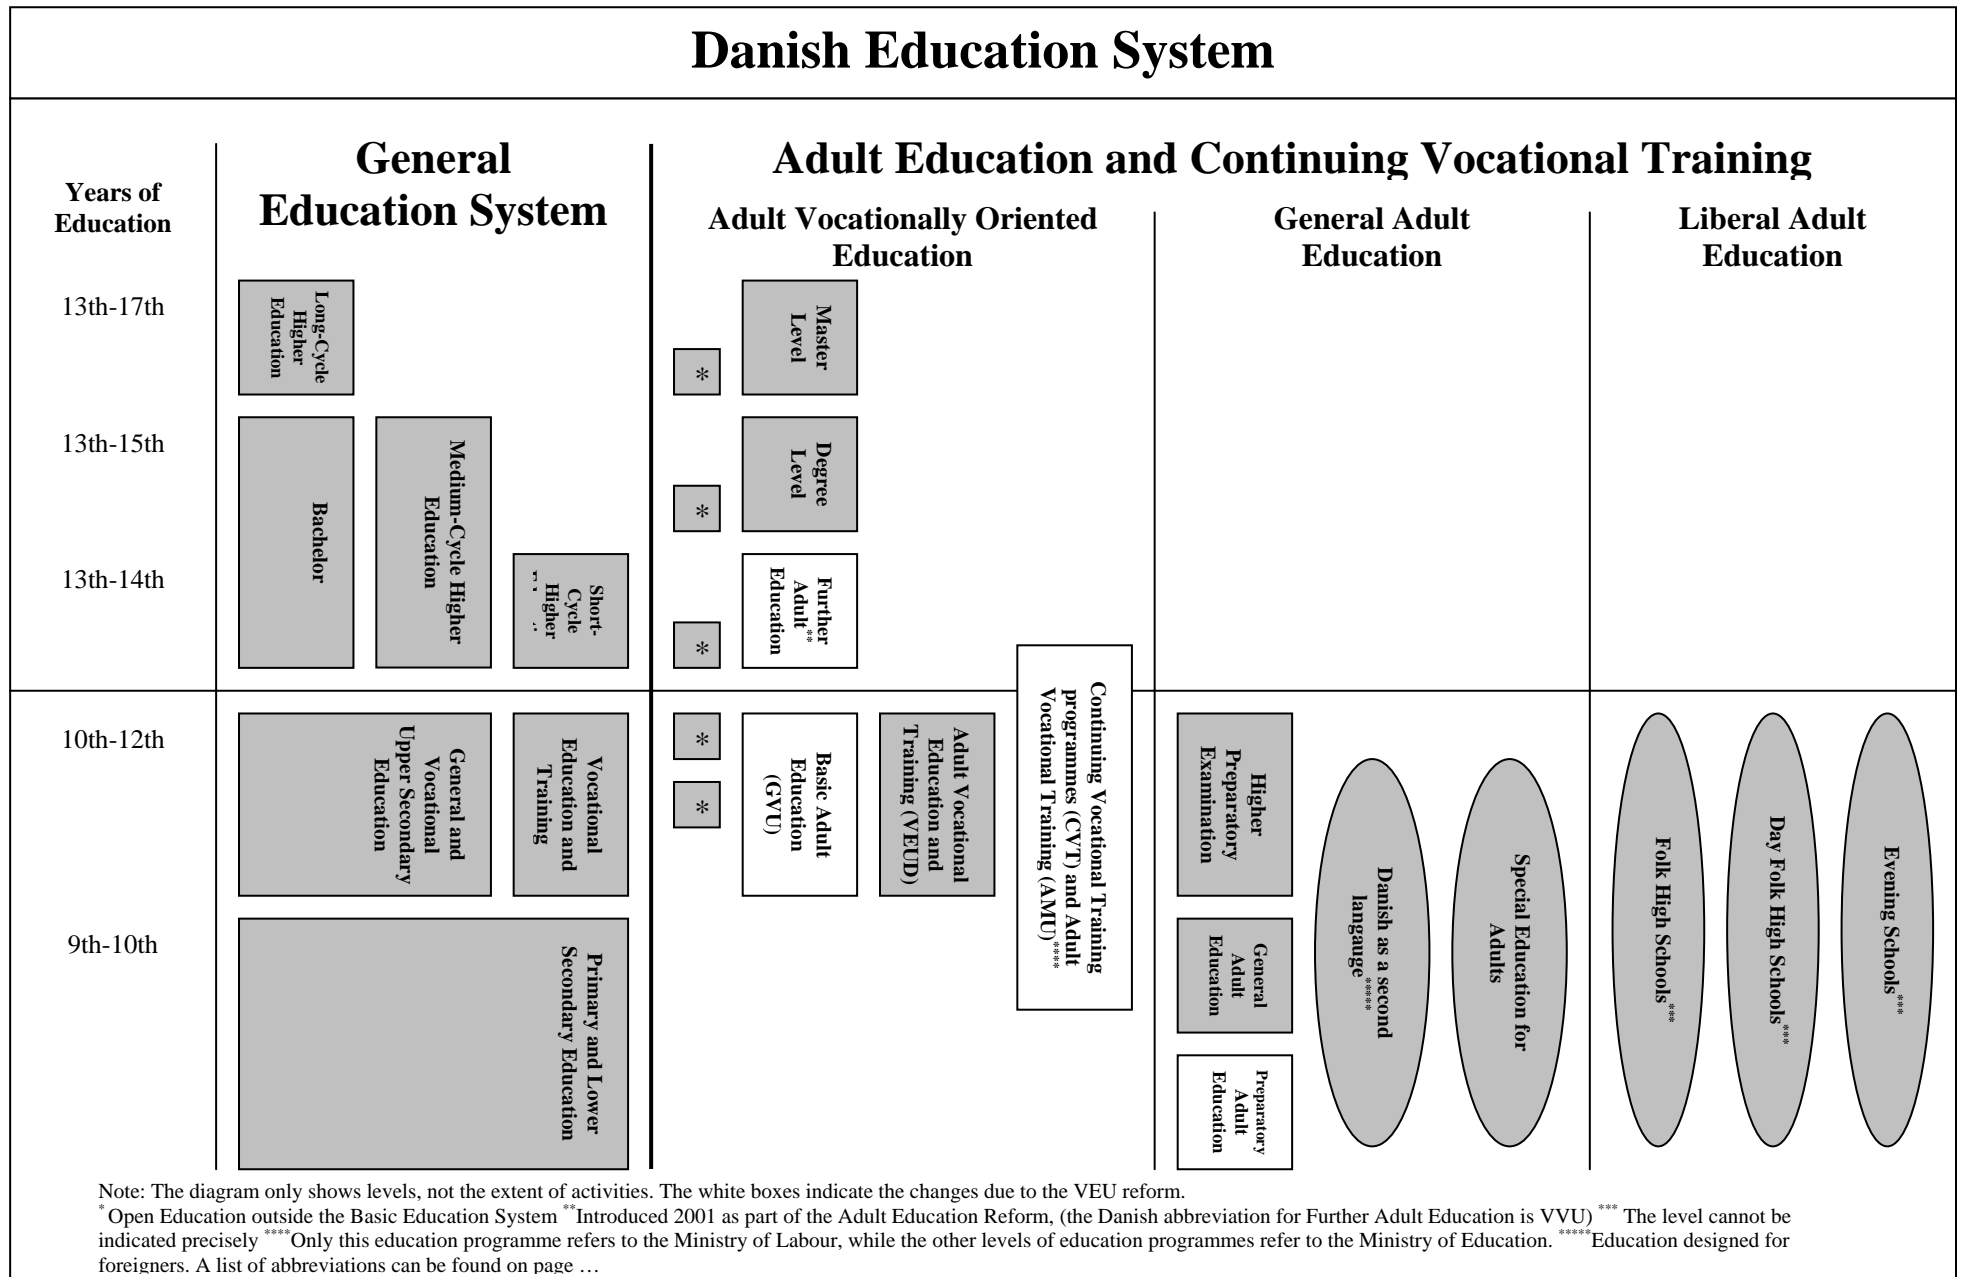 Danish Education System
General
Education System
Adult Education and Continuing Vocational Training
Years of
Education
Adult Vocationally Oriented
Education
General Adult
Education
Liberal Adult
Education
13th-17th
13th-15th
13th-14th
10th-12th
9th-10th
Long-Cycle
Higher
Education
Bachelor
Medium-Cycle Higher
Education
Short-
Cycle
Higher
General and
Vocational
Upper Secondary
Education
Vocational
Education and
Training
Primary and Lower
Secondary Education
*
*
*
*
*
Master
Level
Degree
Level
Further
Adult**
Education
Basic Adult
Education
(GVU)
Adult Vocational
Education and
Training (VEUD)
Continuing Vocational Training
programmes (CVT) and Adult
Vocational Training (AMU)****
Higher
Preparatory
Examination
General
Adult
Education
Preparatory
Adult
Education
Danish as a second
langauge*****
Special Education for
Adults
Folk High Schools***
Day Folk High Schools***
Evening Schools***
Note: The diagram only shows levels, not the extent of activities. The white boxes indicate the changes due to the VEU reform.
* Open Education outside the Basic Education System **Introduced 2001 as part of the Adult Education Reform, (the Danish abbreviation for Further Adult Education is VVU) *** The level cannot be
indicated precisely ****Only this education programme refers to the Ministry of Labour, while the other levels of education programmes refer to the Ministry of Education. *****Education designed for
foreigners. A list of abbreviations can be found on page …